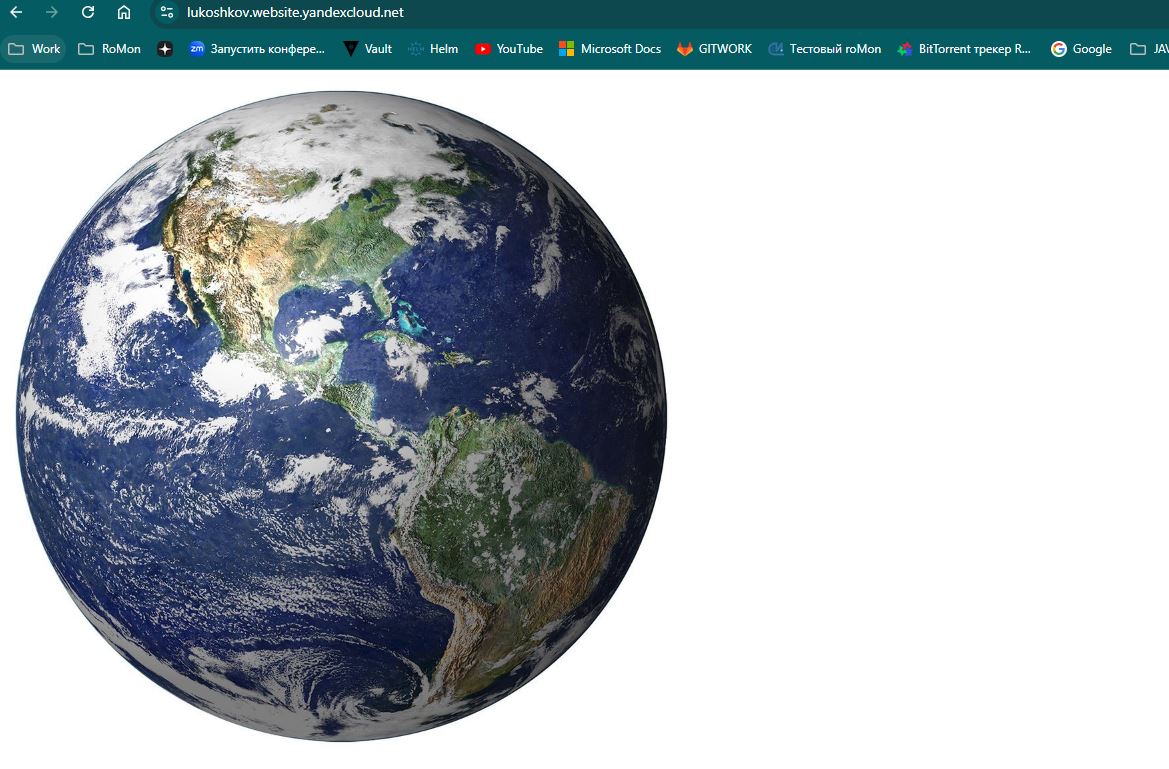 lukoshkov.website.yandexcloud.net
Work RoMon zm Запустить конфере... Vault Helm YouTube Microsoft Docs GITWORK Тестовый roMon BitTorrent трекер R... Google JAV